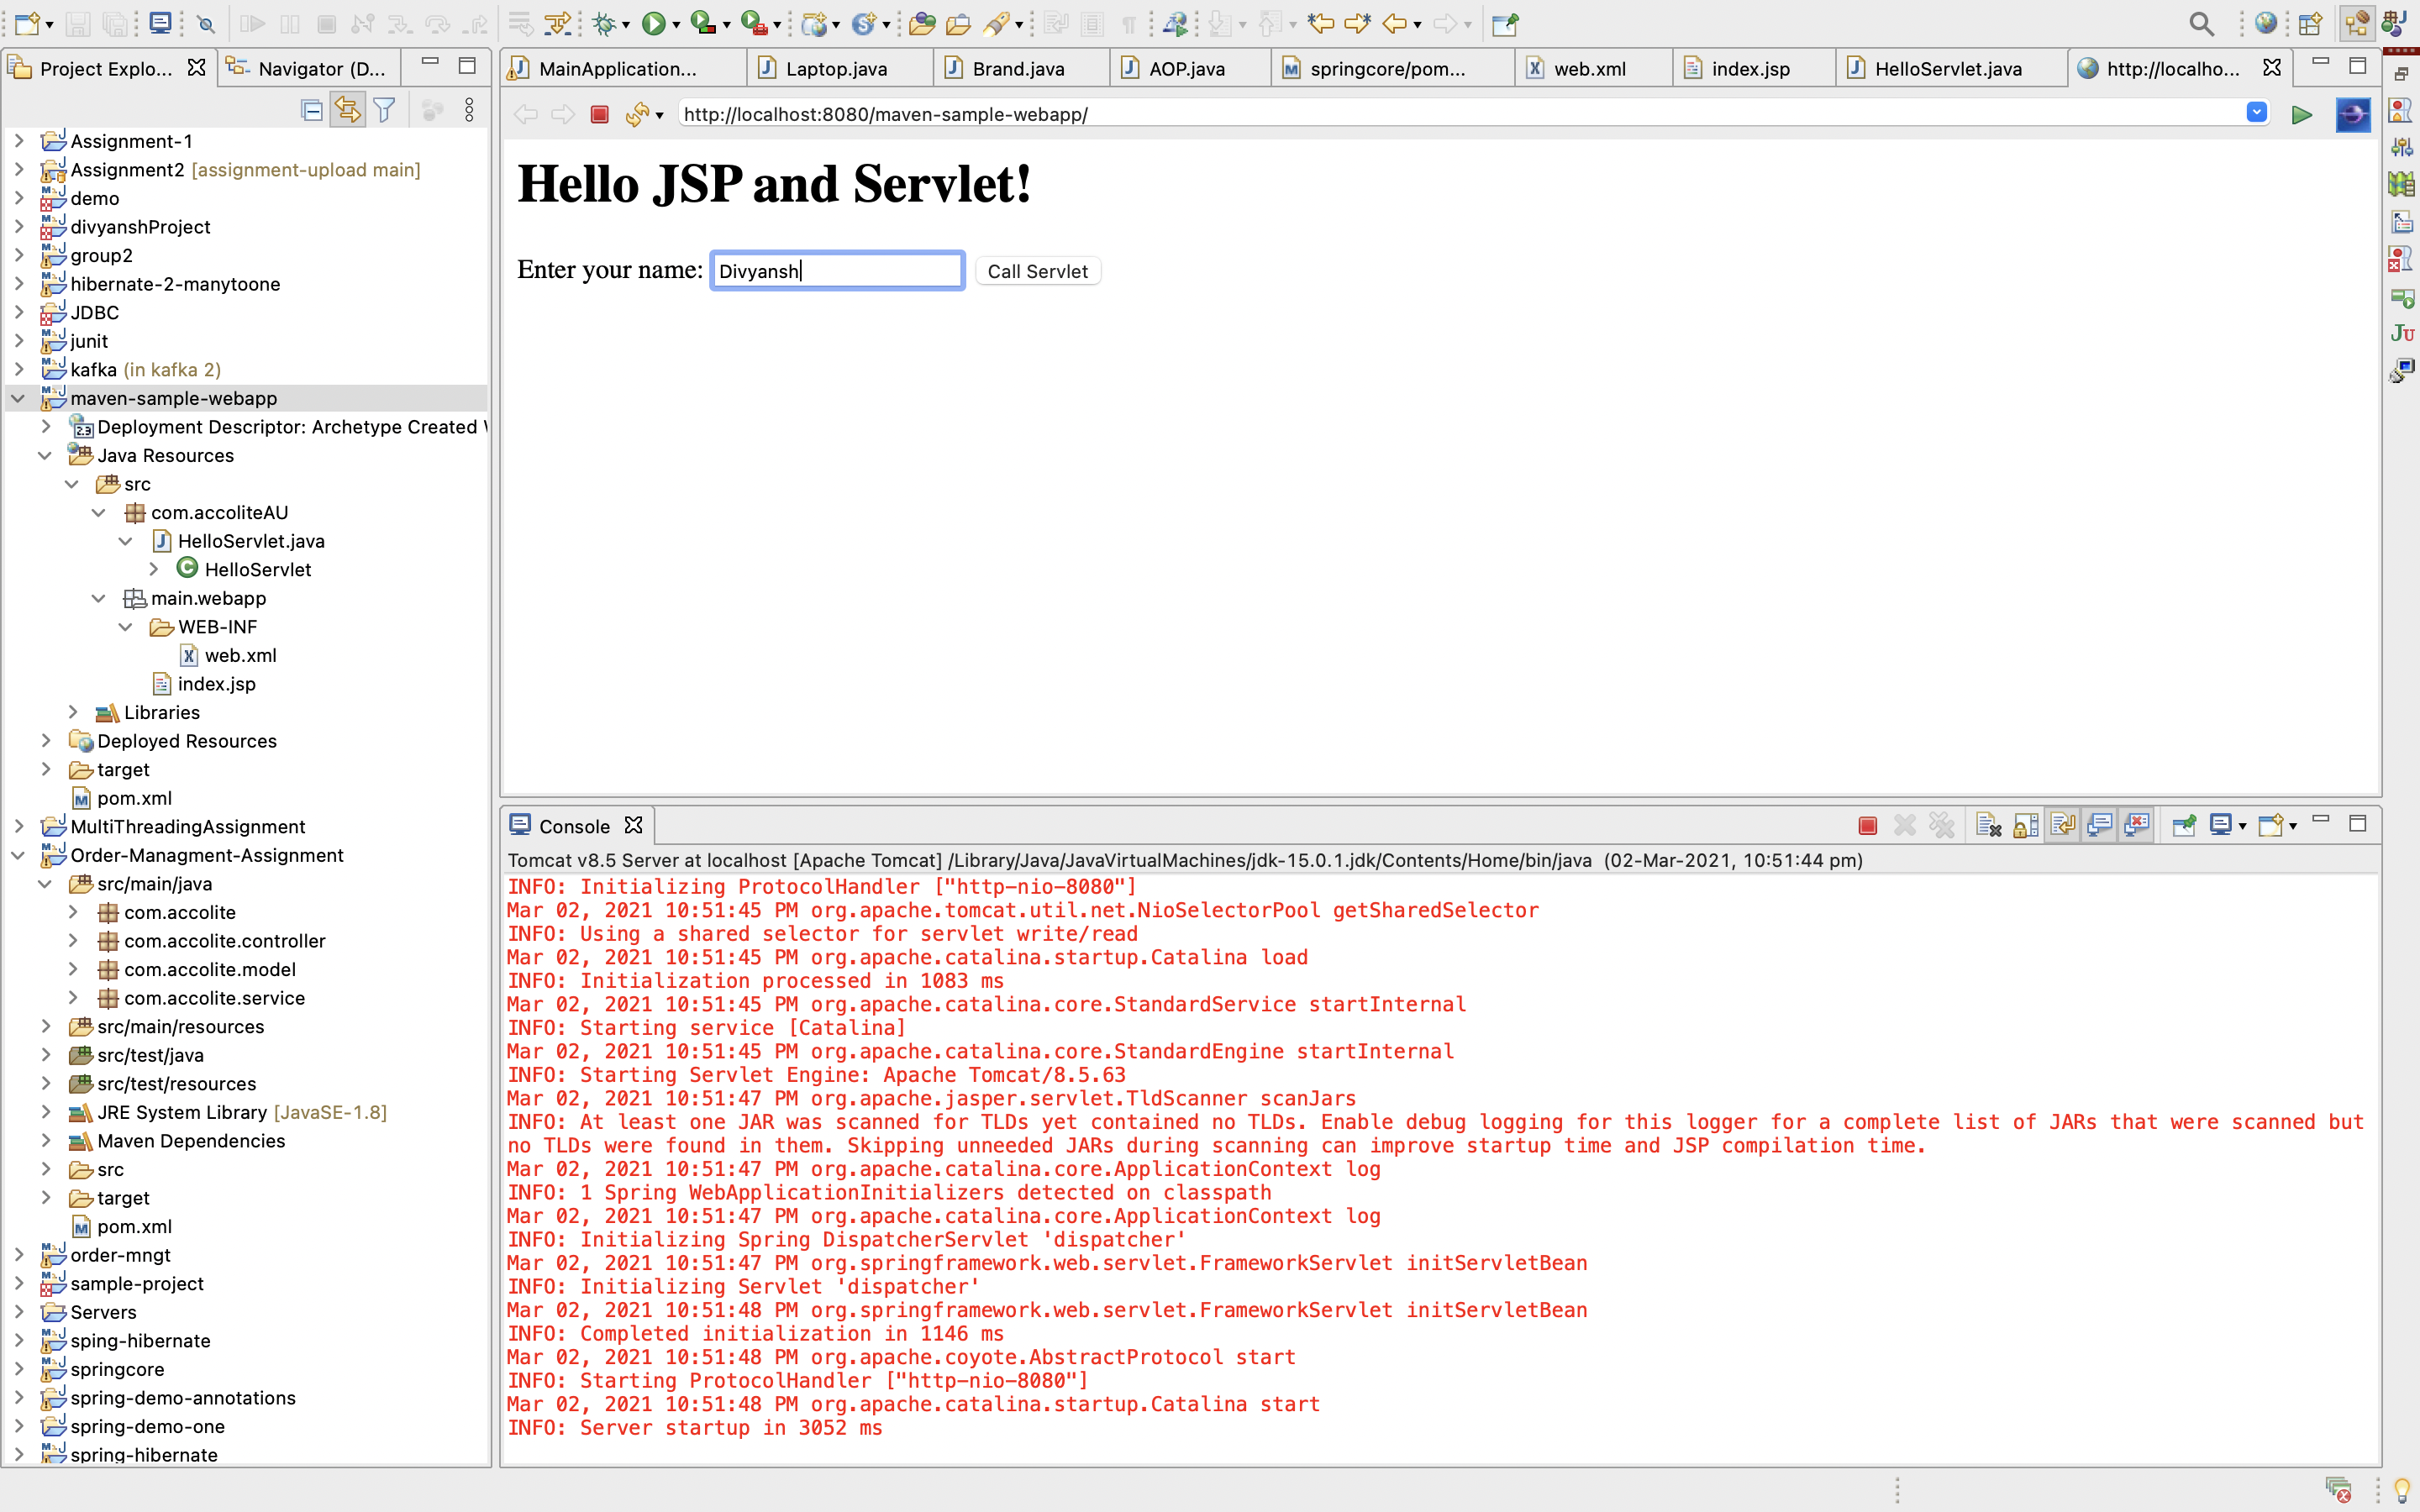 Project Explo...
Navigator (D...
Assignment-1
Assignment2 [assignment-upload main]
demo
divyanshProject
group2
hibernate-2-manytoone
JDBC
junit
kafka (in kafka 2)
maven-sample-webapp
Deployment Descriptor: Archetype Created
Java Resources
src
com.accoliteAU
HelloServlet.java
HelloServlet
main.webapp
WEB-INF
web.xml
index.jsp
Libraries
Deployed Resources
target
pom.xml
MultiThreadingAssignment
Order-Managment-Assignment
src/main/java
com.accolite
com.accolite.controller
com.accolite.model
com.accolite.service
src/main/resources
src/test/java
src/test/resources
JRE System Library [JavaSE-1.8]
Maven Dependencies
src
target
pom.xml
order-mngt
sample-project
Servers
sping-hibernate
springcore
spring-demo-annotations
spring-demo-one
spring-hibernate
MainApplication... Laptop.java Brand.java AOP.java springcore/pom... web.xml index.jsp HelloServlet.java http://localho...
http://localhost:8080/maven-sample-webapp/
Hello JSP and Servlet!
Enter your name: Divyansh Call Servlet
Console
Tomcat v8.5 Server at localhost [Apache Tomcat] /Library/Java/JavaVirtualMachines/jdk-15.0.1.jdk/Contents/Home/bin/java (02-Mar-2021, 10:51:44 pm)
INFO: Initializing ProtocolHandler ["http-nio-8080"]
Mar 02, 2021 10:51:45 PM org.apache.tomcat.util.net.NioSelectorPool getSharedSelector
INFO: Using a shared selector for servlet write/read
Mar 02, 2021 10:51:45 PM org.apache.catalina.startup.Catalina load
INFO: Initialization processed in 1083 ms
Mar 02, 2021 10:51:45 PM org.apache.catalina.core.StandardService startInternal
INFO: Starting service [Catalina]
Mar 02, 2021 10:51:45 PM org.apache.catalina.core.StandardEngine startInternal
INFO: Starting Servlet Engine: Apache Tomcat/8.5.63
Mar 02, 2021 10:51:47 PM org.apache.jasper.servlet.TldScanner scanJars
INFO: At least one JAR was scanned for TLDs yet contained no TLDs. Enable debug logging for this logger for a complete list of JARs that were scanned but
no TLDs were found in them. Skipping unneeded JARs during scanning can improve startup time and JSP compilation time.
Mar 02, 2021 10:51:47 PM org.apache.catalina.core.ApplicationContext log
INFO: 1 Spring WebApplicationInitializers detected on classpath
Mar 02, 2021 10:51:47 PM org.apache.catalina.core.ApplicationContext log
INFO: Initializing Spring DispatcherServlet 'dispatcher'
Mar 02, 2021 10:51:47 PM org.springframework.web.servlet.FrameworkServlet initServletBean
INFO: Initializing Servlet 'dispatcher'
Mar 02, 2021 10:51:48 PM org.springframework.web.servlet.FrameworkServlet initServletBean
INFO: Completed initialization in 1146 ms
Mar 02, 2021 10:51:48 PM org.apache.coyote.AbstractProtocol start
INFO: Starting ProtocolHandler ["http-nio-8080"]
Mar 02, 2021 10:51:48 PM org.apache.catalina.startup.Catalina start
INFO: Server startup in 3052 ms